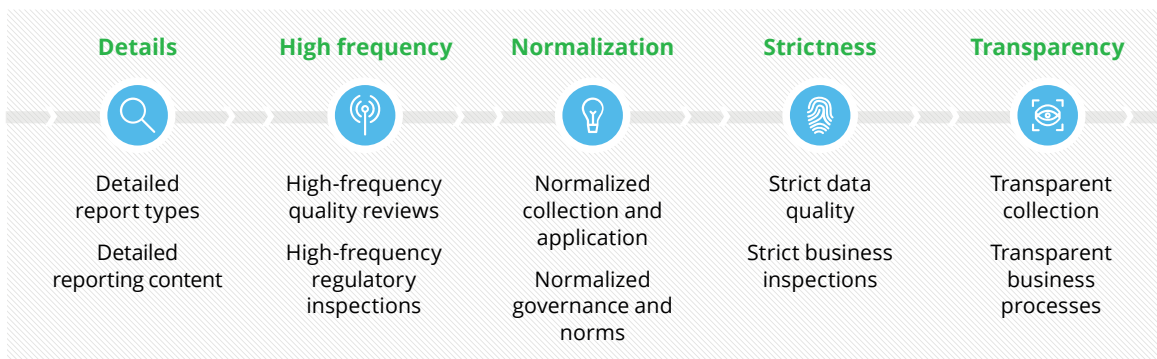 Details
High frequency
Normalization
Strictness
Transparency
Detailed
report types
Detailed
reporting content
High-frequency
quality reviews
High-frequency
regulatory
inspections
Normalized
collection and
application
Normalized
governance and
norms
Strict data
quality
Strict business
inspections
Transparent
collection
Transparent
business
processes